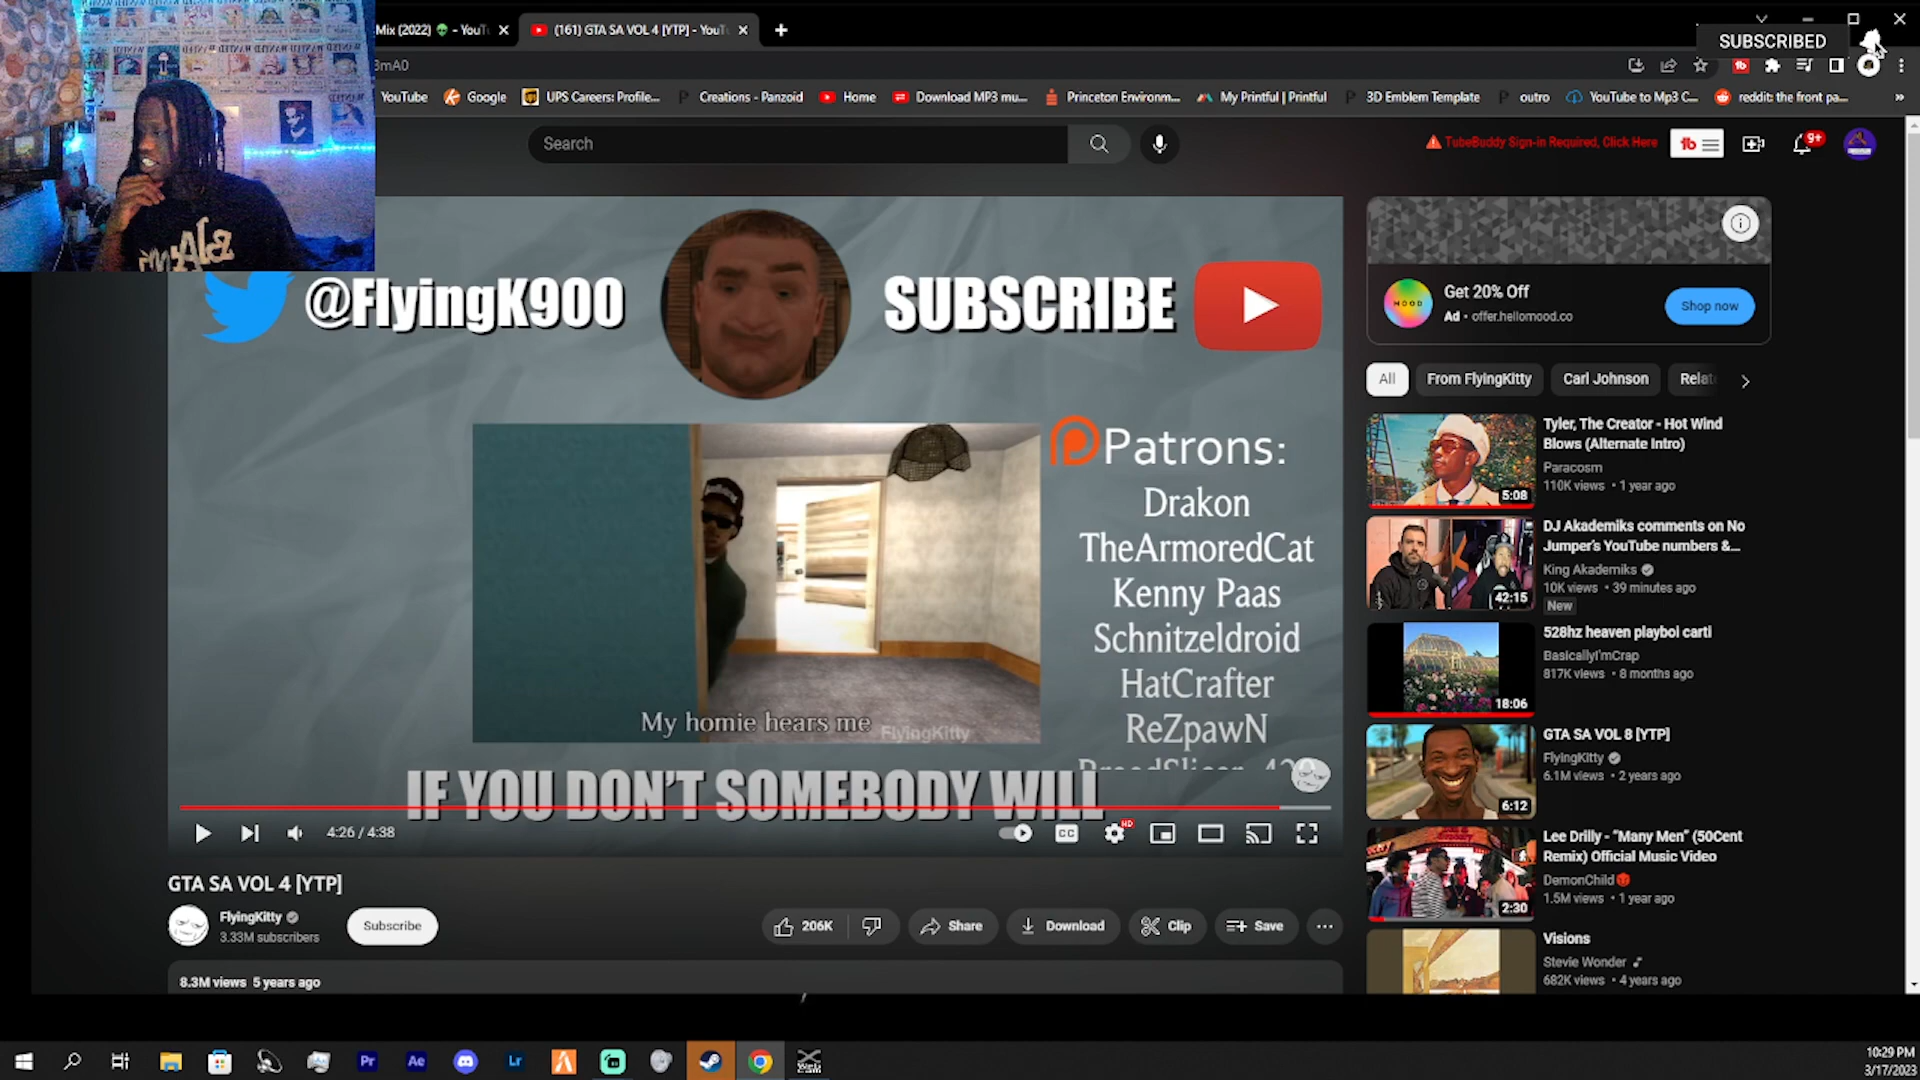 Mix (2022) 👽 - YouT
(161) GTA SA VOL 4 [YTP] - YouT
SUBSCRIBED
3mA0
YouTube
Google
UPS Careers: Profile...
Creations - Panzoid
Home
Download MP3 mu...
Princeton Environm...
My Printful | Printful
3D Emblem Template
outro
YouTube to Mp3 C...
reddit: the front pa...
Search
TubeBuddy Sign-in Required, Click Here
9+
@FlyingK900
SUBSCRIBE
Patrons:
Drakon
TheArmoredCat
Kenny Paas
Schnitzeldroid
HatCrafter
ReZpawN
My homie hears me
FlyingKitty
IF YOU DON'T SOMEBODY WILL
4:26 / 4:38
CC
HD
GTA SA VOL 4 [YTP]
FlyingKitty
3.33M subscribers
Subscribe
206K
Share
Download
Clip
Save
8.3M views 5 years ago
MOOD
Get 20% Off
Ad • offer.hellomood.co
Shop now
All
From FlyingKitty
Carl Johnson
Relat
Tyler, The Creator - Hot Wind
Blows (Alternate Intro)
Paracosm
110K views • 1 year ago
5:08
DJ Akademiks comments on No
Jumper's YouTube numbers &...
King Akademiks
10K views • 39 minutes ago
New
42:15
528hz heaven playboi carti
BasicallyI'mCrap
817K views • 8 months ago
18:06
GTA SA VOL 8 [YTP]
FlyingKitty
6.1M views • 2 years ago
6:12
Lee Drilly - "Many Men" (50Cent
Remix) Official Music Video
DemonChild
1.5M views • 1 year ago
2:30
Visions
Stevie Wonder
682K views • 4 years ago
Pr
Ae
Lr
10:29 PM
3/17/2023